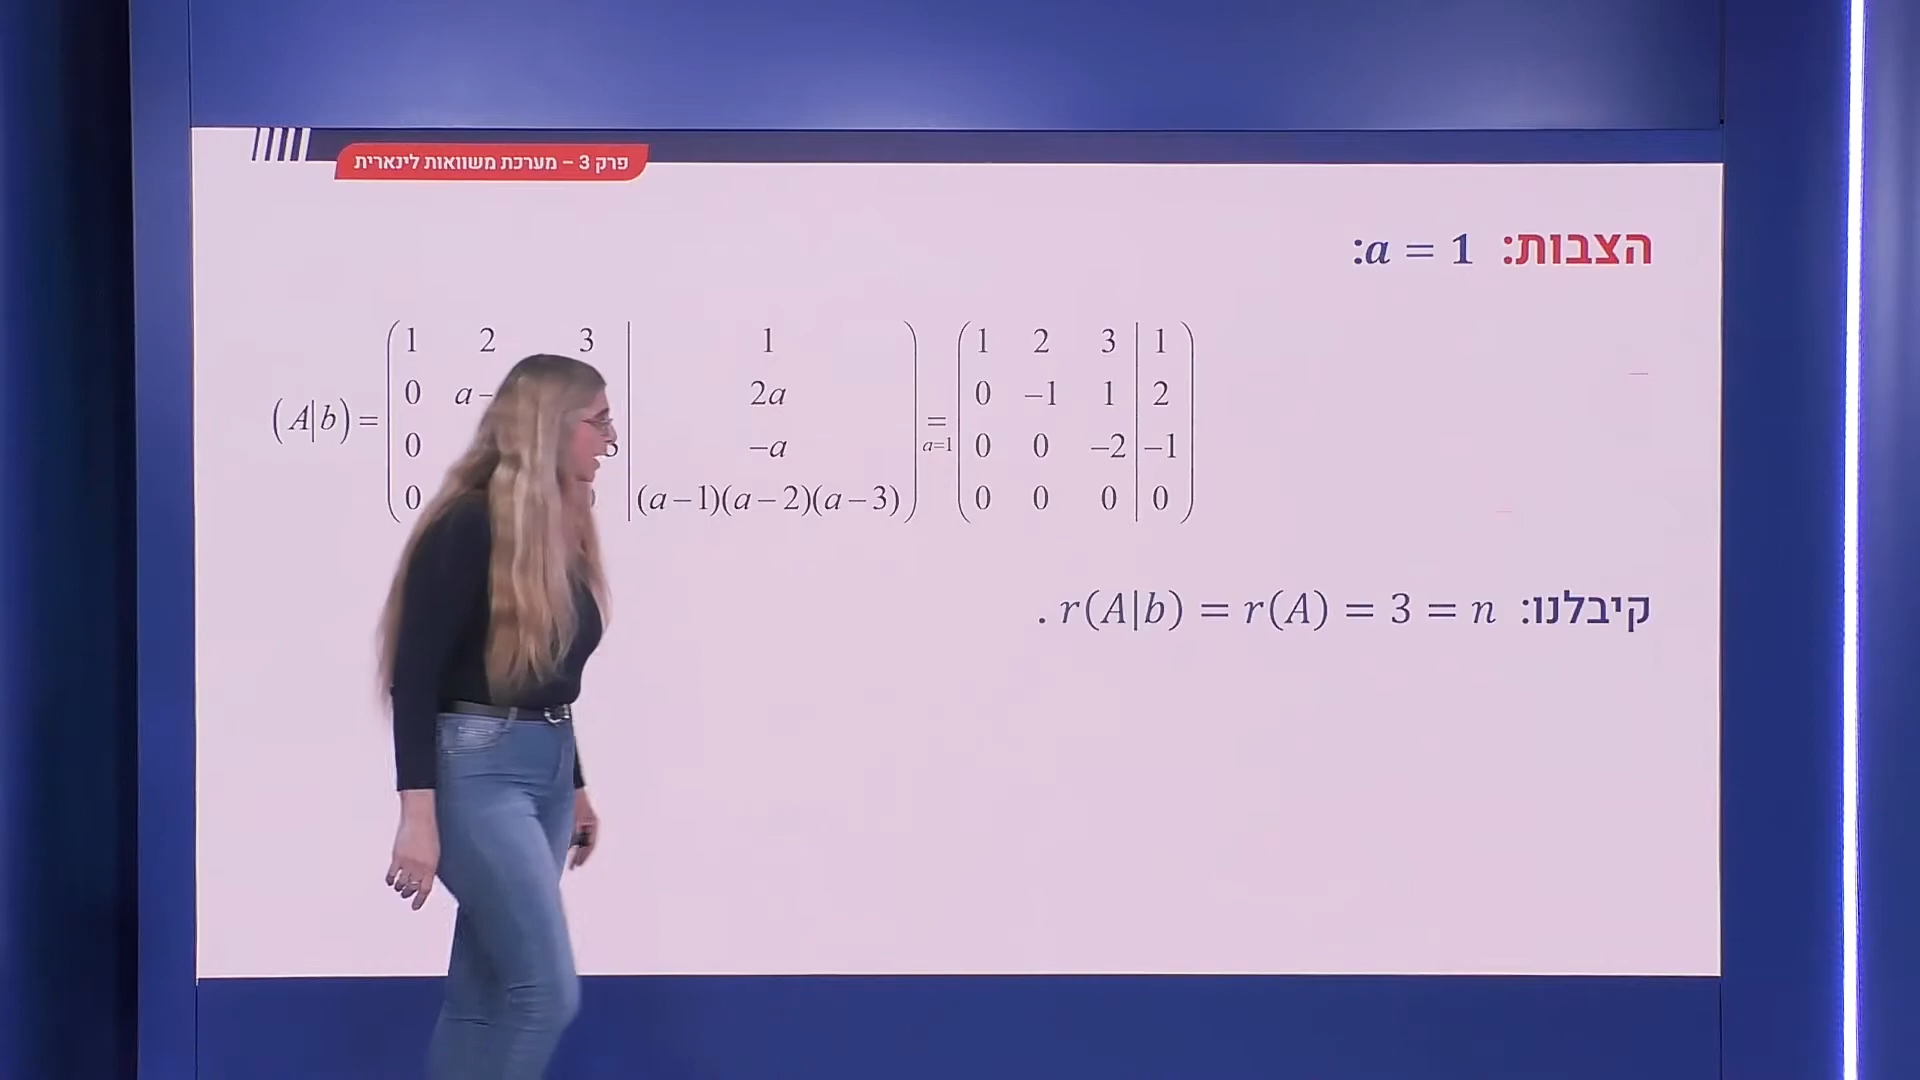 פרק 3 – מערכת משוואות לינארית
הצבות: a = 1:
(A|b) = ( 1 2 3 | 1 ) = a=1 ( 1 2 3 | 1 )
0 a– | 2a 0 –1 1 | 2
0 | –a 0 0 –2 | –1
0 | (a–1)(a–2)(a–3) 0 0 0 | 0
קיבלנו: r(A|b) = r(A) = 3 = n .